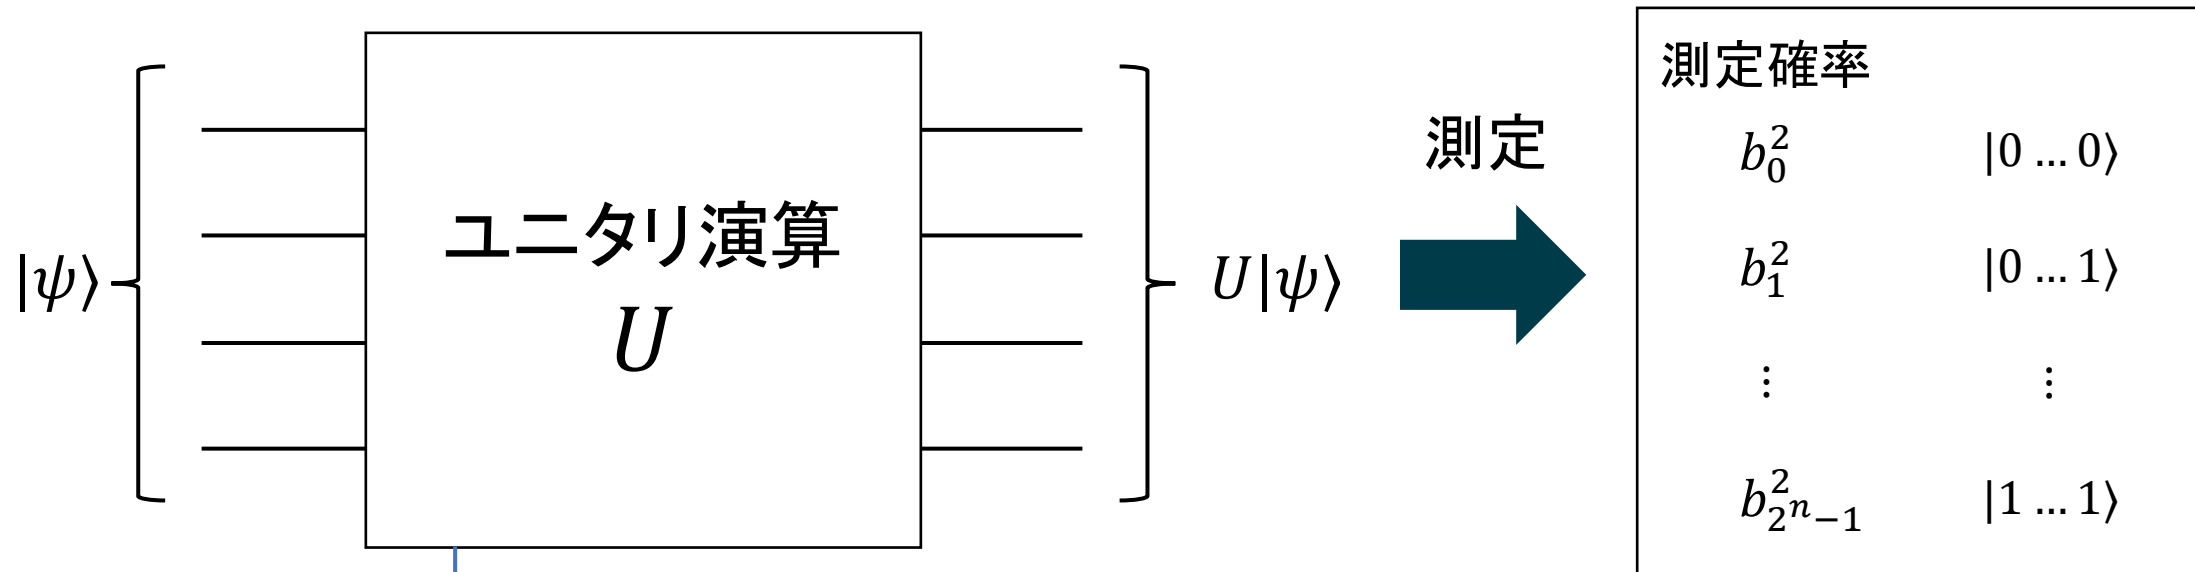 |ψ⟩
ユニタリ演算
U
U|ψ⟩
測定
測定確率
b_0^2 |0 … 0⟩
b_1^2 |0 … 1⟩
⋮ ⋮
b_{2^n-1}^2 |1 … 1⟩